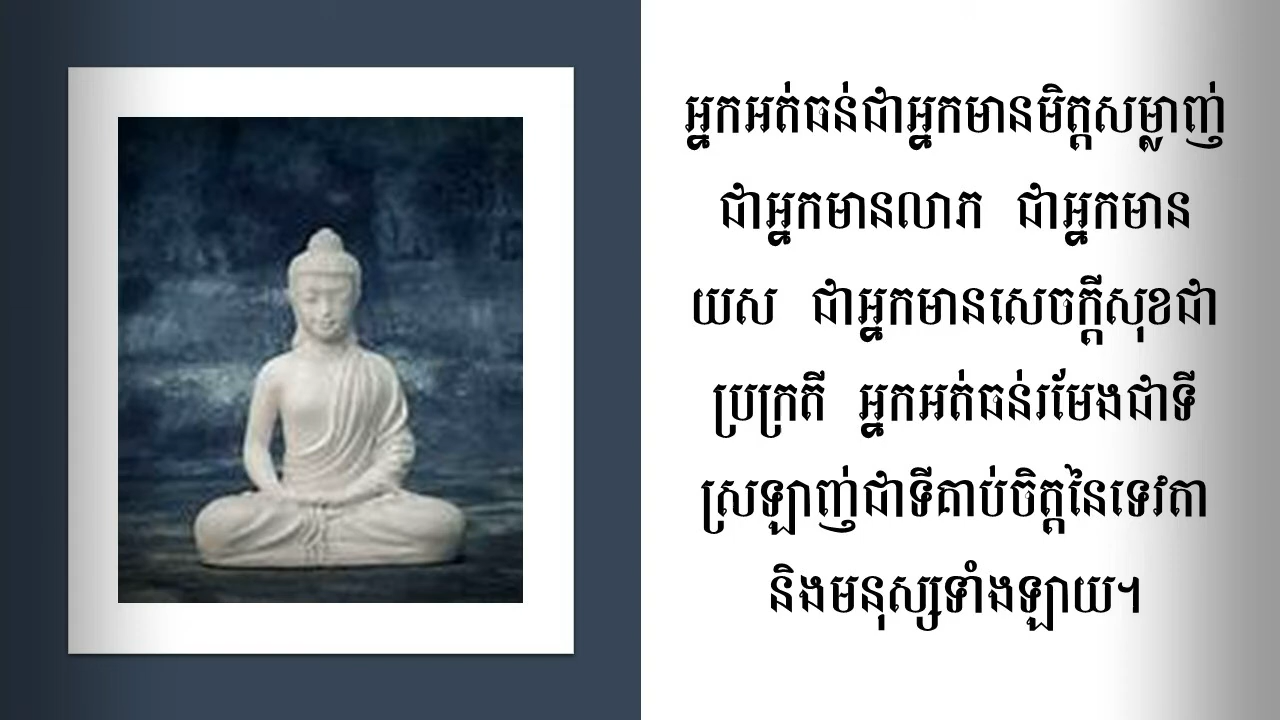 អ្នកអត់ធន់ជាអ្នកមានមិត្តសម្លាញ់
ជាអ្នកមានលាភ ជាអ្នកមាន
យស ជាអ្នកមានសេចក្តីសុខជា
ប្រក្រតី អ្នកអត់ធន់រមែងជាទី
ស្រឡាញ់ជាទីគាប់ចិត្តនៃទេវតា
និងមនុស្សទាំងឡាយ។